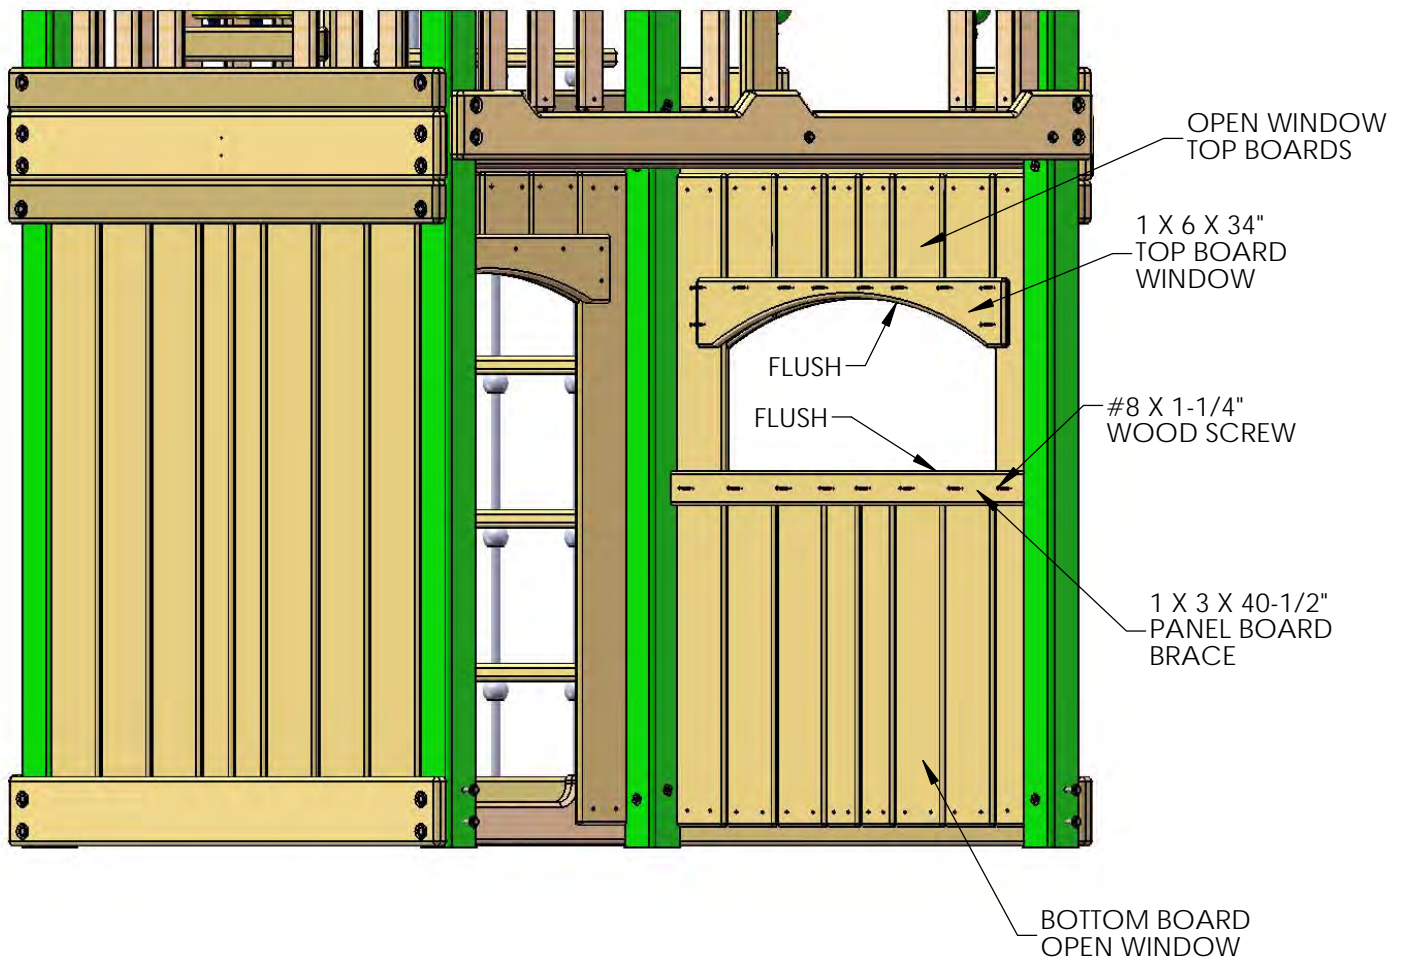 OPEN WINDOW
TOP BOARDS
1 X 6 X 34"
TOP BOARD
WINDOW
FLUSH
FLUSH
#8 X 1-1/4"
WOOD SCREW
1 X 3 X 40-1/2"
PANEL BOARD
BRACE
BOTTOM BOARD
OPEN WINDOW